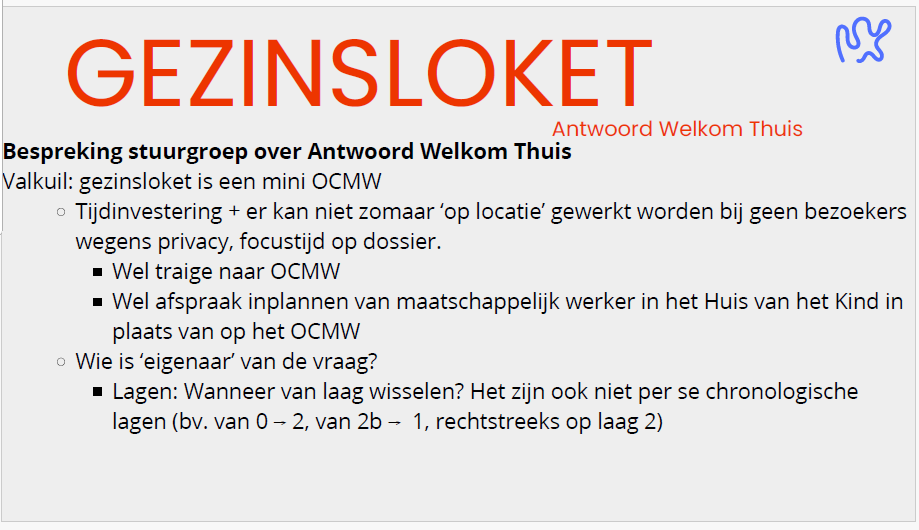 GEZINSLOKET
Antwoord Welkom Thuis
Bespreking stuurgroep over Antwoord Welkom Thuis
Valkuil: gezinsloket is een mini OCMW
○ Tijdinvestering + er kan niet zomaar ‘op locatie’ gewerkt worden bij geen bezoekers
wegens privacy, focustijd op dossier.
▪ Wel traige naar OCMW
▪ Wel afspraak inplannen van maatschappelijk werker in het Huis van het Kind in
plaats van op het OCMW
○ Wie is ‘eigenaar’ van de vraag?
▪ Lagen: Wanneer van laag wisselen? Het zijn ook niet per se chronologische
lagen (bv. van 0→2, van 2b→ 1, rechtstreeks op laag 2)